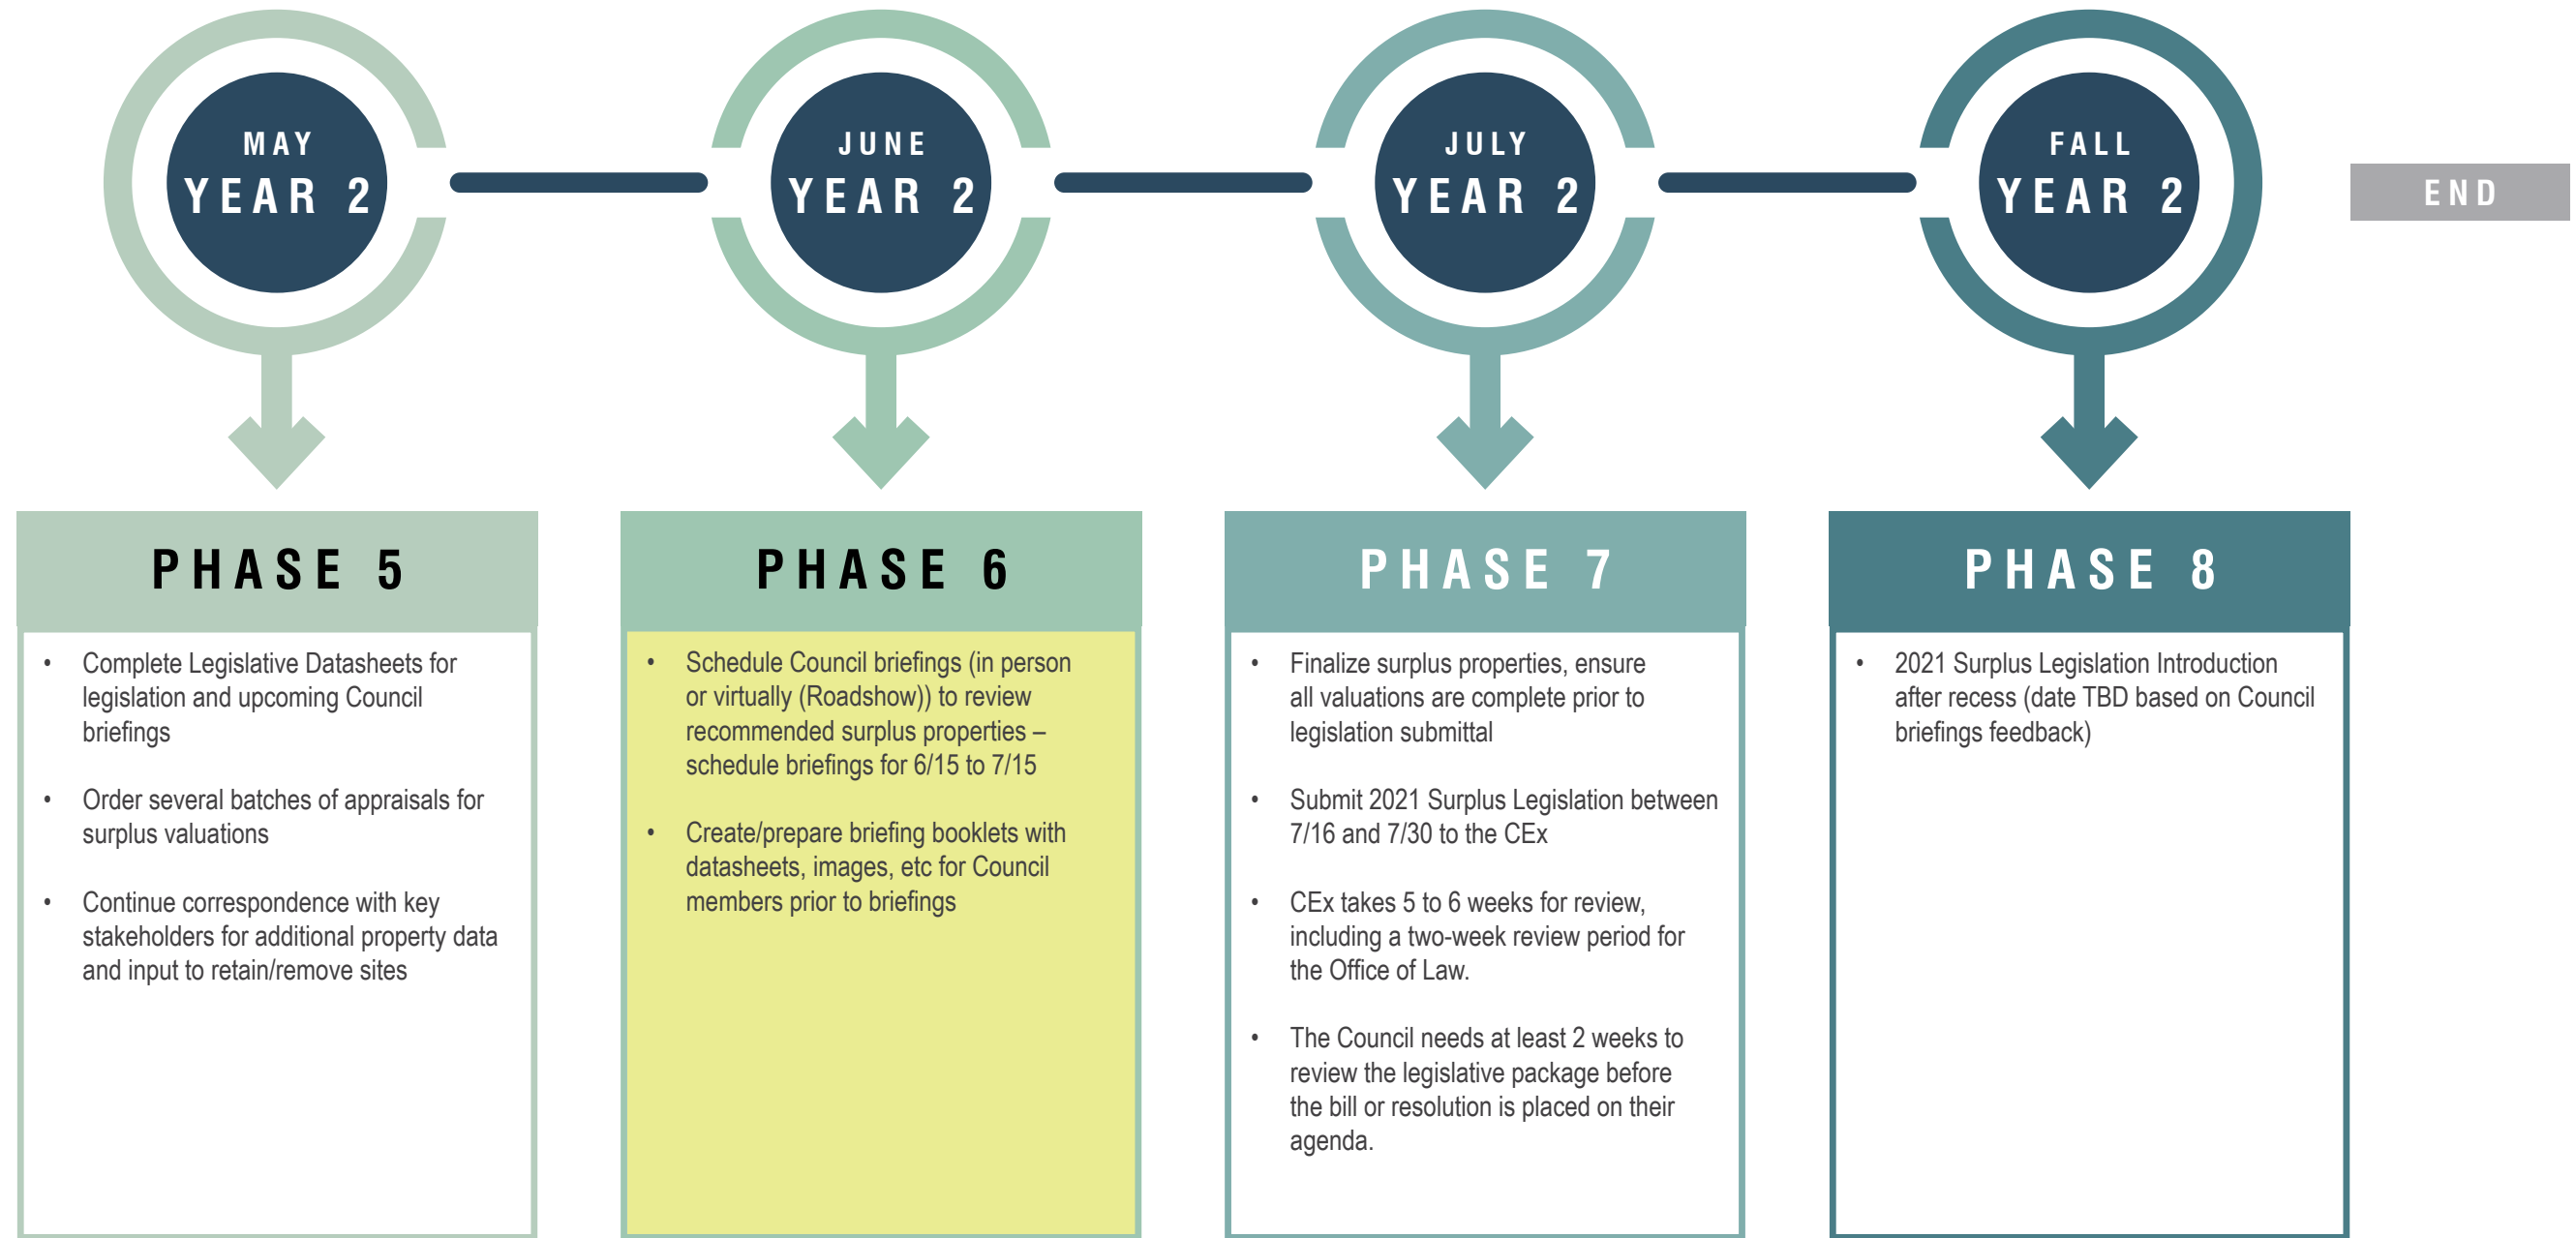 MAY
YEAR 2
JUNE
YEAR 2
JULY
YEAR 2
FALL
YEAR 2
END
PHASE 5
• Complete Legislative Datasheets for
legislation and upcoming Council
briefings
• Order several batches of appraisals for
surplus valuations
• Continue correspondence with key
stakeholders for additional property data
and input to retain/remove sites
PHASE 6
• Schedule Council briefings (in person
or virtually (Roadshow)) to review
recommended surplus properties –
schedule briefings for 6/15 to 7/15
• Create/prepare briefing booklets with
datasheets, images, etc for Council
members prior to briefings
PHASE 7
• Finalize surplus properties, ensure
all valuations are complete prior to
legislation submittal
• Submit 2021 Surplus Legislation between
7/16 and 7/30 to the CEx
• CEx takes 5 to 6 weeks for review,
including a two-week review period for
the Office of Law.
• The Council needs at least 2 weeks to
review the legislative package before
the bill or resolution is placed on their
agenda.
PHASE 8
• 2021 Surplus Legislation Introduction
after recess (date TBD based on Council
briefings feedback)